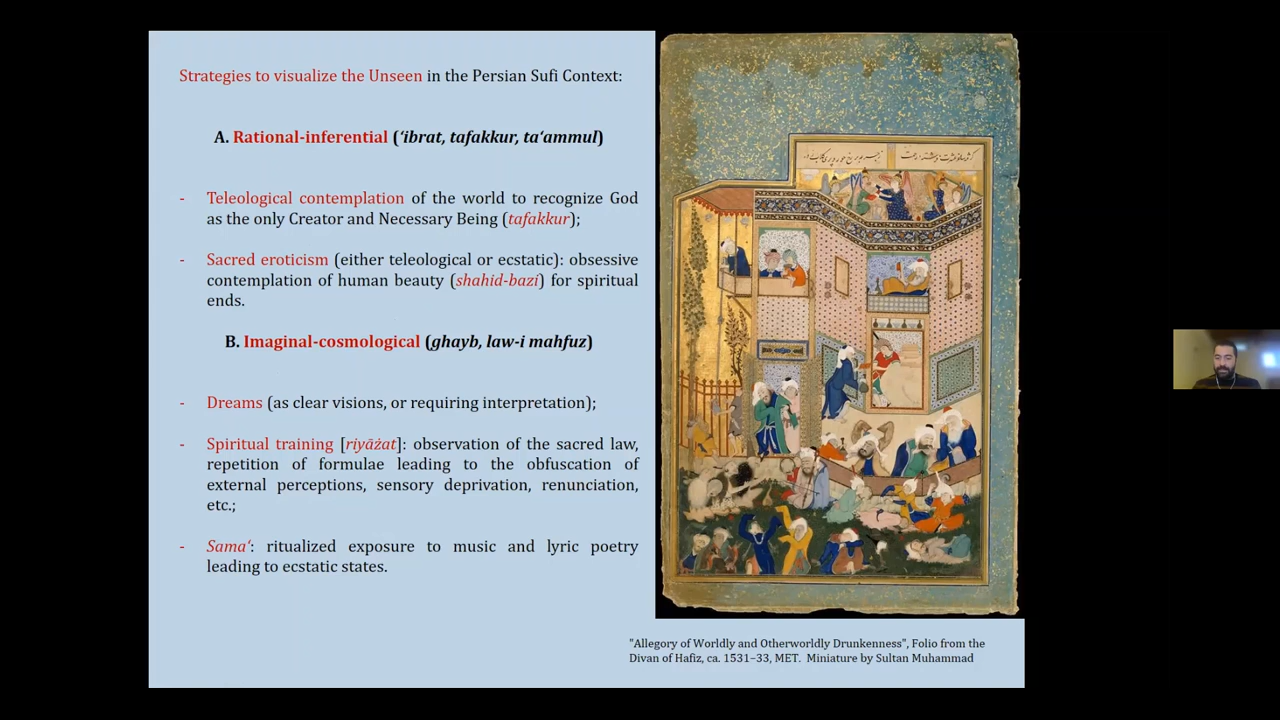 Strategies to visualize the Unseen in the Persian Sufi Context:
A. Rational-inferential (‘ibrat, tafakkur, ta‘ammul)
- Teleological contemplation of the world to recognize God
as the only Creator and Necessary Being (tafakkur);
- Sacred eroticism (either teleological or ecstatic): obsessive
contemplation of human beauty (shahid-bazi) for spiritual
ends.
B. Imaginal-cosmological (ghayb, law-i mahfuz)
- Dreams (as clear visions, or requiring interpretation);
- Spiritual training [riyāżat]: observation of the sacred law,
repetition of formulae leading to the obfuscation of
external perceptions, sensory deprivation, renunciation,
etc.;
- Sama‘: ritualized exposure to music and lyric poetry
leading to ecstatic states.
"Allegory of Worldly and Otherworldly Drunkenness", Folio from the
Divan of Hafiz, ca. 1531–33, MET. Miniature by Sultan Muhammad